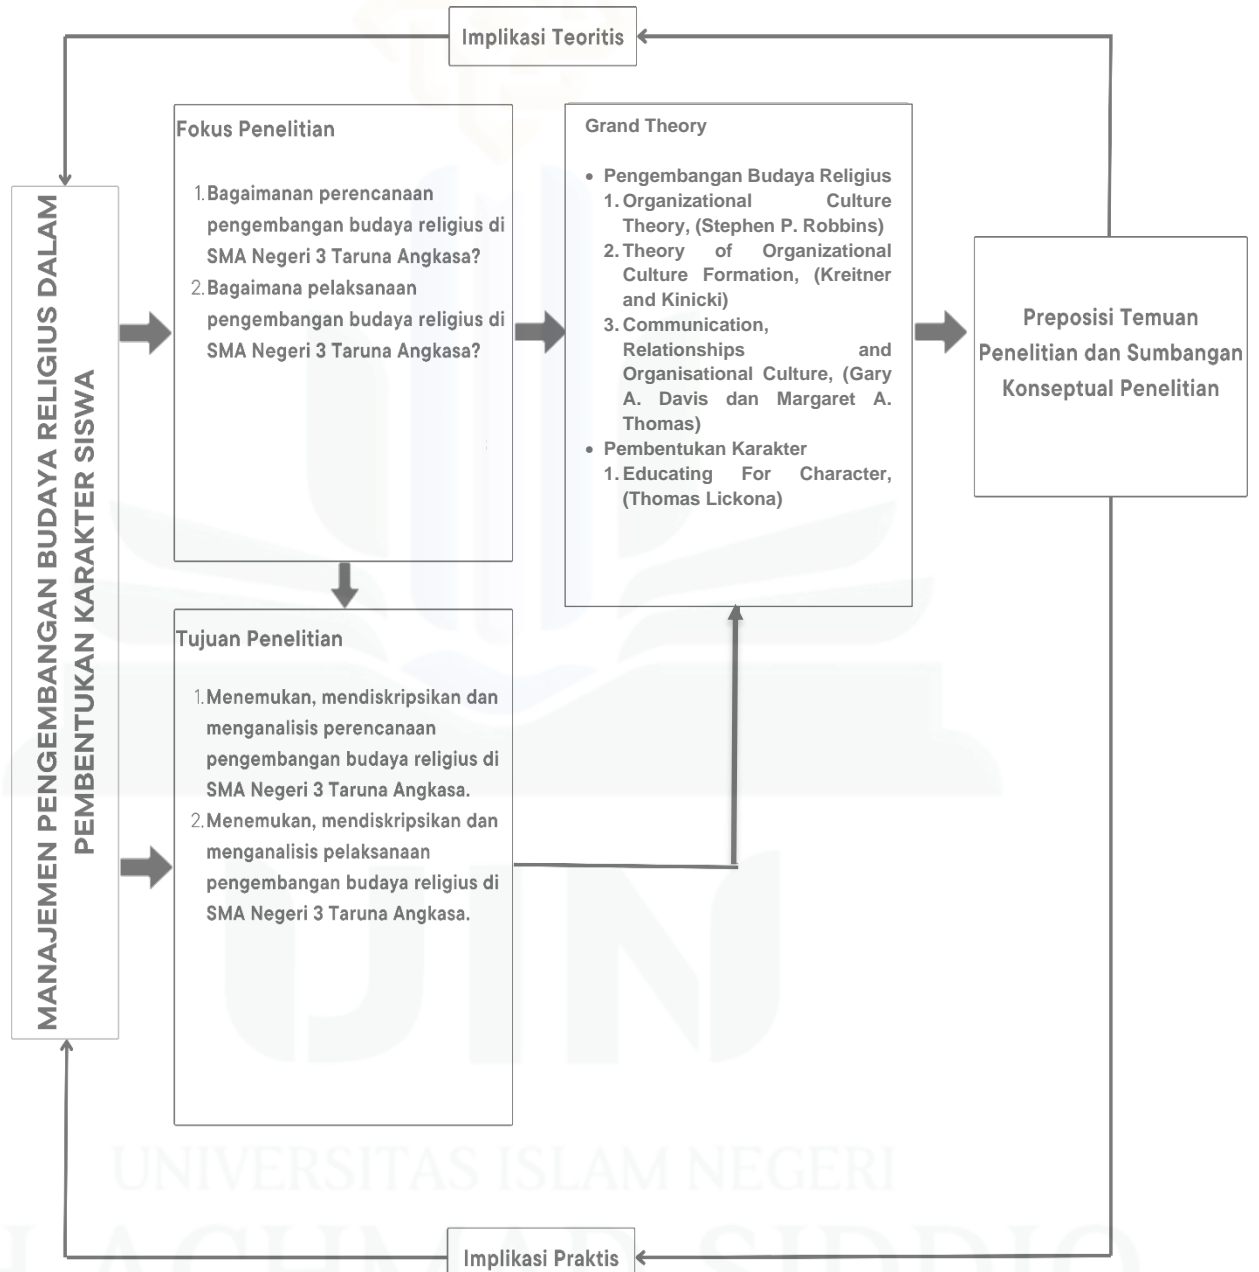 Implikasi Teoritis
MANAJEMEN PENGEMBANGAN BUDAYA RELIGIUS DALAM
PEMBENTUKAN KARAKTER SISWA
Fokus Penelitian
1. Bagaimanan perencanaan
pengembangan budaya religius di
SMA Negeri 3 Taruna Angkasa?
2. Bagaimana pelaksanaan
pengembangan budaya religius di
SMA Negeri 3 Taruna Angkasa?
Tujuan Penelitian
1. Menemukan, mendiskripsikan dan
menganalisis perencanaan
pengembangan budaya religius di
SMA Negeri 3 Taruna Angkasa.
2. Menemukan, mendiskripsikan dan
menganalisis pelaksanaan
pengembangan budaya religius di
SMA Negeri 3 Taruna Angkasa.
Grand Theory
• Pengembangan Budaya Religius
1. Organizational Culture
Theory, (Stephen P. Robbins)
2. Theory of Organizational
Culture Formation, (Kreitner
and Kinicki)
3. Communication,
Relationships and
Organisational Culture, (Gary
A. Davis dan Margaret A.
Thomas)
• Pembentukan Karakter
1. Educating For Character,
(Thomas Lickona)
Preposisi Temuan
Penelitian dan Sumbangan
Konseptual Penelitian
UIN
UNIVERSITAS ISLAM NEGERI
ACHMAD SIDDIQ
Implikasi Praktis